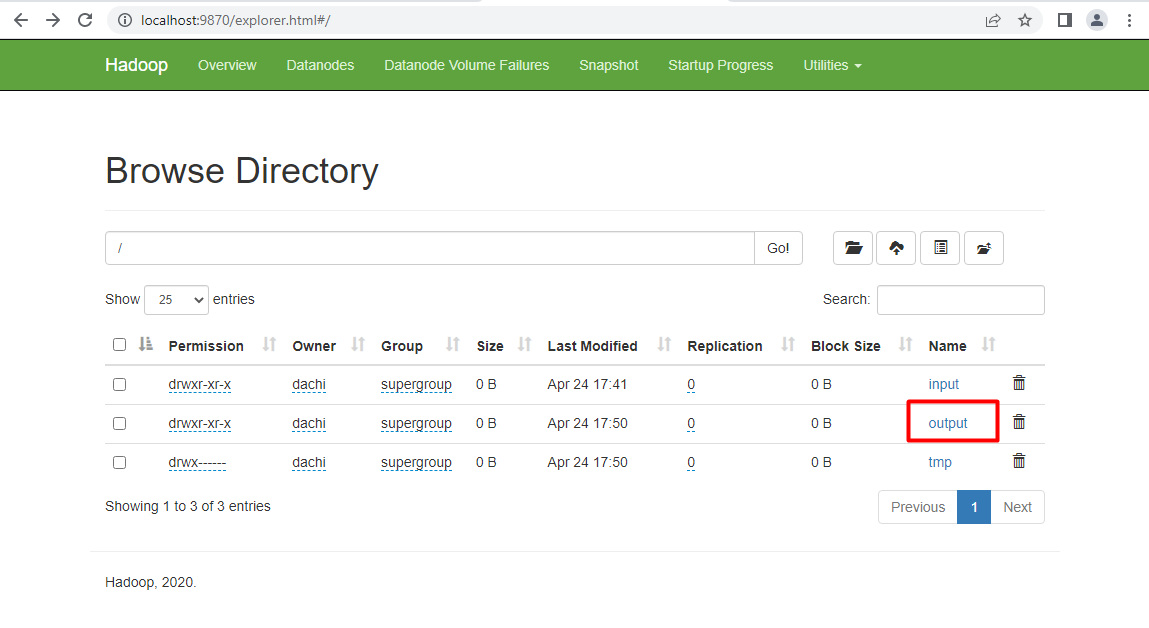 localhost:9870/explorer.html#/
Hadoop Overview Datanodes Datanode Volume Failures Snapshot Startup Progress Utilities
Browse Directory
/ Go!
Show 25 entries Search:
Permission Owner Group Size Last Modified Replication Block Size Name
drwxr-xr-x dachi supergroup 0 B Apr 24 17:41 0 0 B input
drwxr-xr-x dachi supergroup 0 B Apr 24 17:50 0 0 B output
drwx------ dachi supergroup 0 B Apr 24 17:50 0 0 B tmp
Showing 1 to 3 of 3 entries Previous 1 Next
Hadoop, 2020.